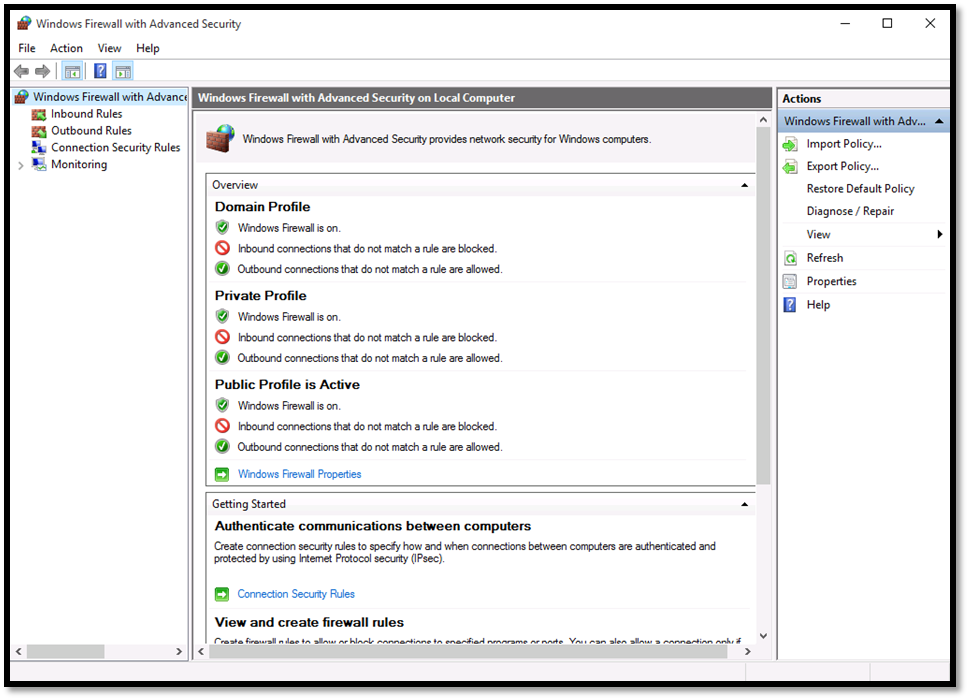 Windows Firewall with Advanced Security
File Action View Help
Windows Firewall with Advance
Inbound Rules
Outbound Rules
Connection Security Rules
Monitoring
Windows Firewall with Advanced Security on Local Computer
Windows Firewall with Advanced Security provides network security for Windows computers.
Overview
Domain Profile
Windows Firewall is on.
Inbound connections that do not match a rule are blocked.
Outbound connections that do not match a rule are allowed.
Private Profile
Windows Firewall is on.
Inbound connections that do not match a rule are blocked.
Outbound connections that do not match a rule are allowed.
Public Profile is Active
Windows Firewall is on.
Inbound connections that do not match a rule are blocked.
Outbound connections that do not match a rule are allowed.
Windows Firewall Properties
Getting Started
Authenticate communications between computers
Create connection security rules to specify how and when connections between computers are authenticated and
protected by using Internet Protocol security (IPsec).
Connection Security Rules
View and create firewall rules
Create firewall rules to allow or block connections to specified programs or ports. You can also allow a connection only if
Actions
Windows Firewall with Adv...
Import Policy...
Export Policy...
Restore Default Policy
Diagnose / Repair
View
Refresh
Properties
Help